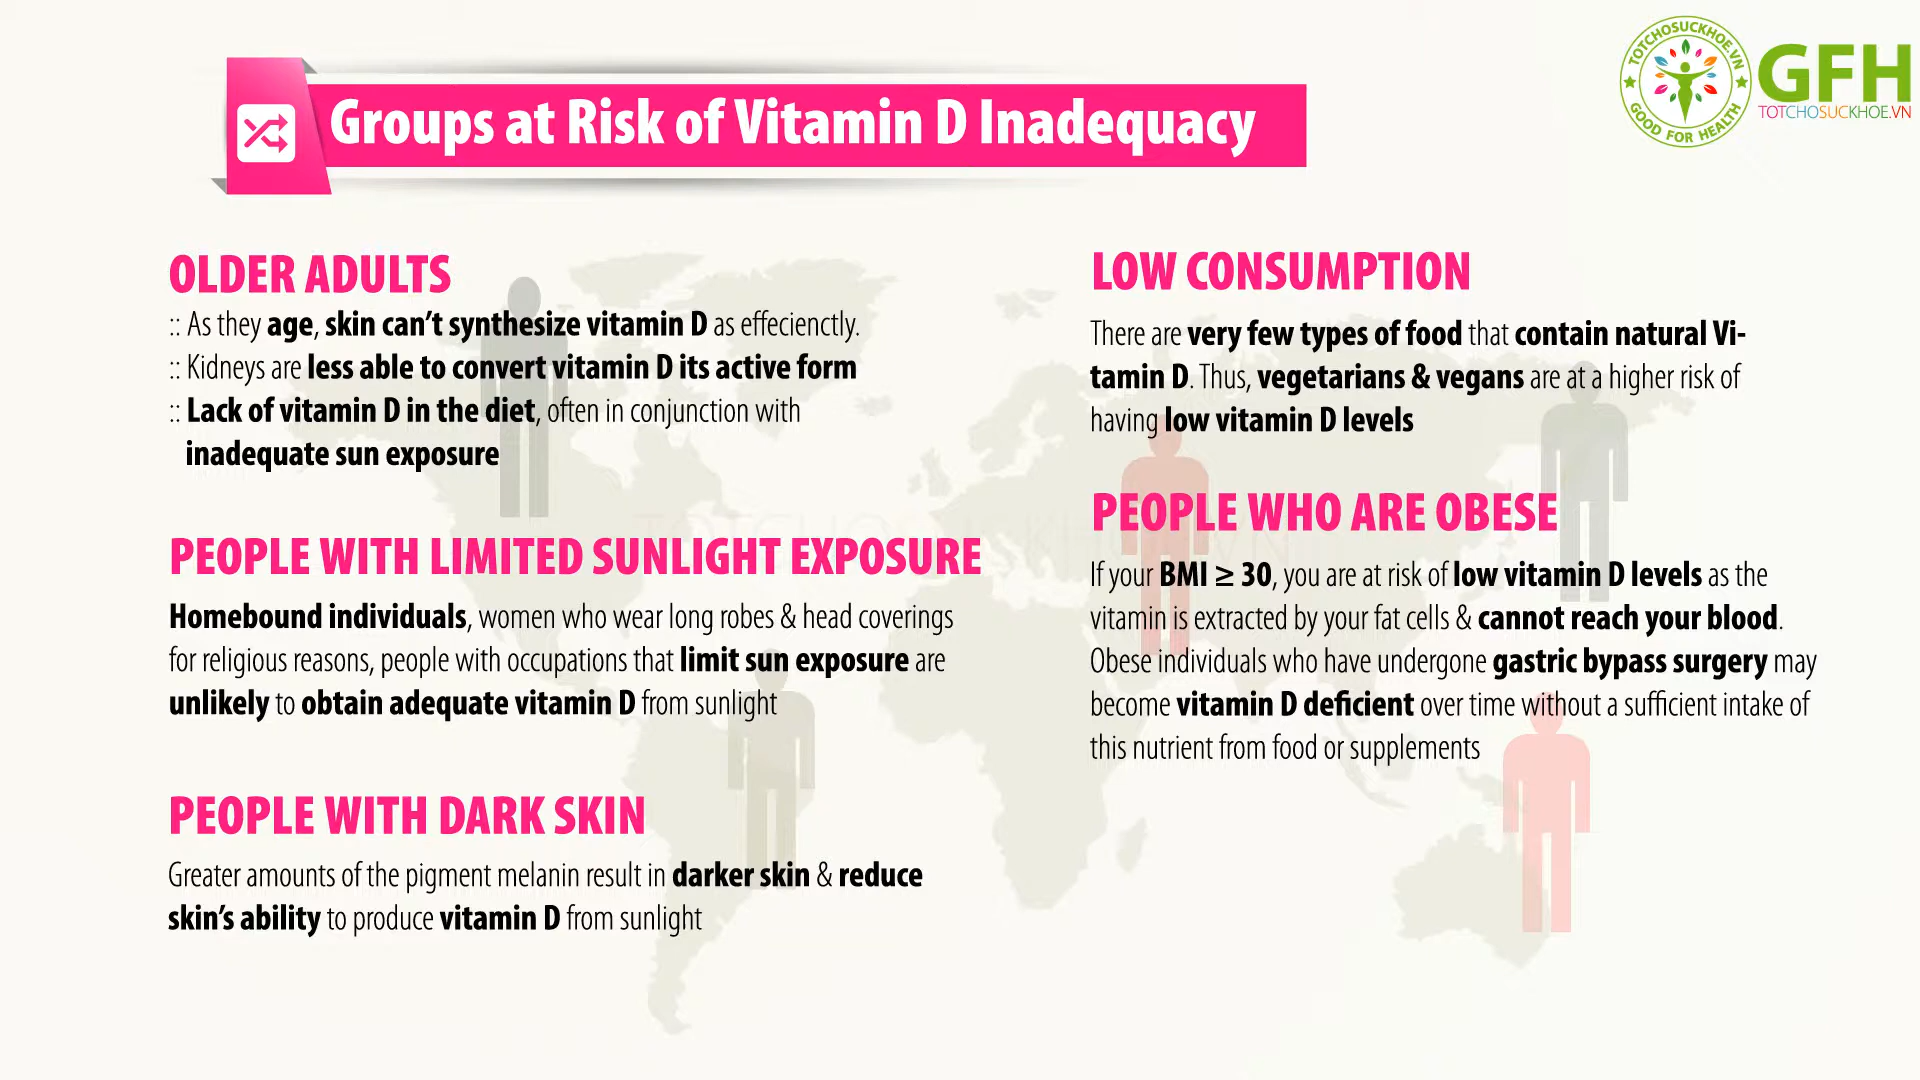 Groups at Risk of Vitamin D Inadequacy
TOTCHOSUCKHOE.VN
GOOD FOR HEALTH
GFH
TOTCHOSUCKHOE.VN
OLDER ADULTS
:: As they age, skin can't synthesize vitamin D as effecienctly.
:: Kidneys are less able to convert vitamin D its active form
:: Lack of vitamin D in the diet, often in conjunction with
inadequate sun exposure
PEOPLE WITH LIMITED SUNLIGHT EXPOSURE
Homebound individuals, women who wear long robes & head coverings
for religious reasons, people with occupations that limit sun exposure are
unlikely to obtain adequate vitamin D from sunlight
PEOPLE WITH DARK SKIN
Greater amounts of the pigment melanin result in darker skin & reduce
skin's ability to produce vitamin D from sunlight
LOW CONSUMPTION
There are very few types of food that contain natural Vi-
tamin D. Thus, vegetarians & vegans are at a higher risk of
having low vitamin D levels
PEOPLE WHO ARE OBESE
If your BMI ≥ 30, you are at risk of low vitamin D levels as the
vitamin is extracted by your fat cells & cannot reach your blood.
Obese individuals who have undergone gastric bypass surgery may
become vitamin D deficient over time without a sufficient intake of
this nutrient from food or supplements